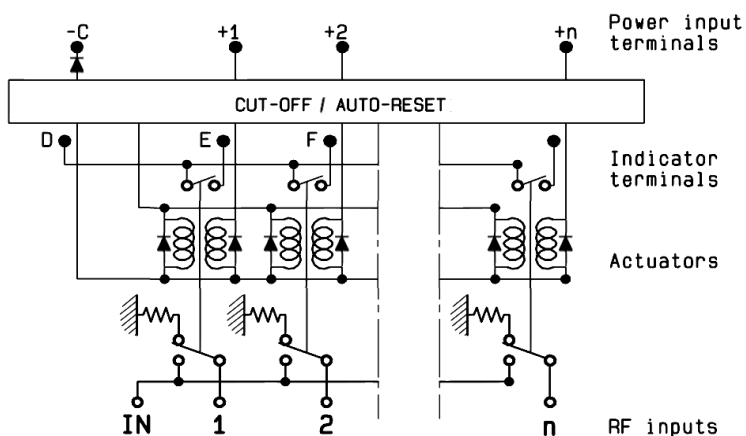 -C +1 +2 +n Power input
terminals
CUT-OFF / AUTO-RESET
D E F
Indicator
terminals
Actuators
IN 1 2 n RF inputs